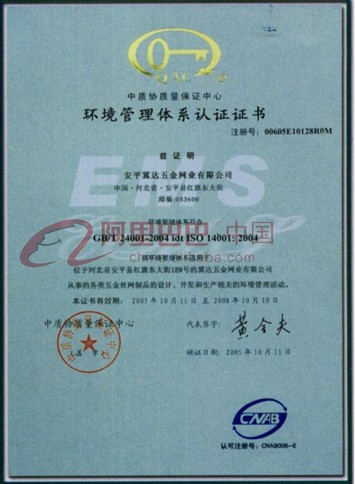 QAC
中质协质量保证中心
环境管理体系认证证书
注册号: 00605E10128R0M
兹证明
EMS
安平冀达五金网业有限公司
中国·河北省·安平县红旗东大街
邮编:053600
环境管理体系符合
GB/T 24001-2004 idt ISO 14001: 2004
阿里巴巴 中国
该环境管理体系适用于
位于河北省安平县红旗东大街189号的冀达五金网业有限公司
从事的各类五金丝网制品的设计、开发和生产相关的环境管理活动。
本证书有效期: 2005 年 10 月 11 日 至 2008 年 10 月 10 日
中质协质量保证中心
代表签字: 黄令夫
盖章
颁证日期: 2005 年 10 月 11 日
CNAB
认可注册号: CNAB006-E